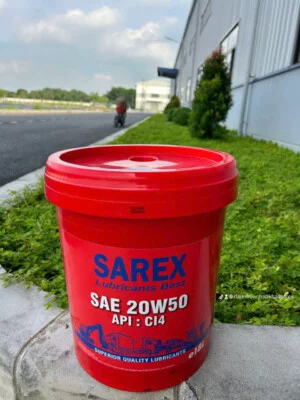 SAREX
Lubricants Best
SAE 20W50
API : CI4
SUPERIOR QUALITY LUBRICANTS